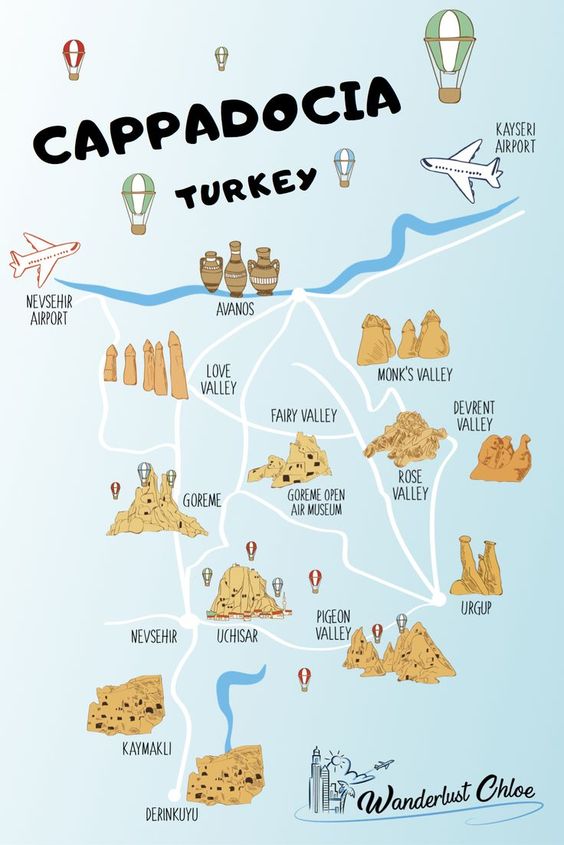 CAPPADOCIA
TURKEY
KAYSERI
AIRPORT
NEVSEHIR
AIRPORT
AVANOS
LOVE
VALLEY
MONK'S VALLEY
FAIRY VALLEY
DEVRENT
VALLEY
ROSE
VALLEY
GOREME
GOREME OPEN
AIR MUSEUM
URGUP
NEVSEHIR
UCHISAR
PIGEON
VALLEY
KAYMAKLI
DERINKUYU
Wanderlust Chloe